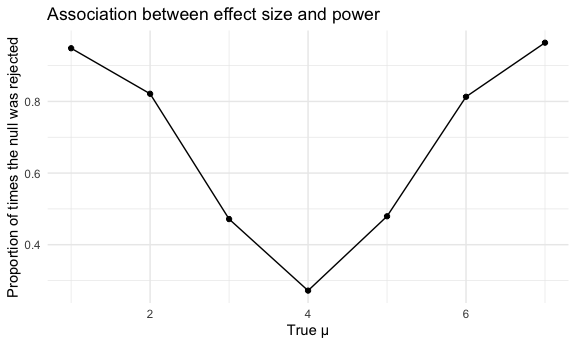 Association between effect size and power
Proportion of times the null was rejected
0.8
0.6
0.4
2
4
6
True μ